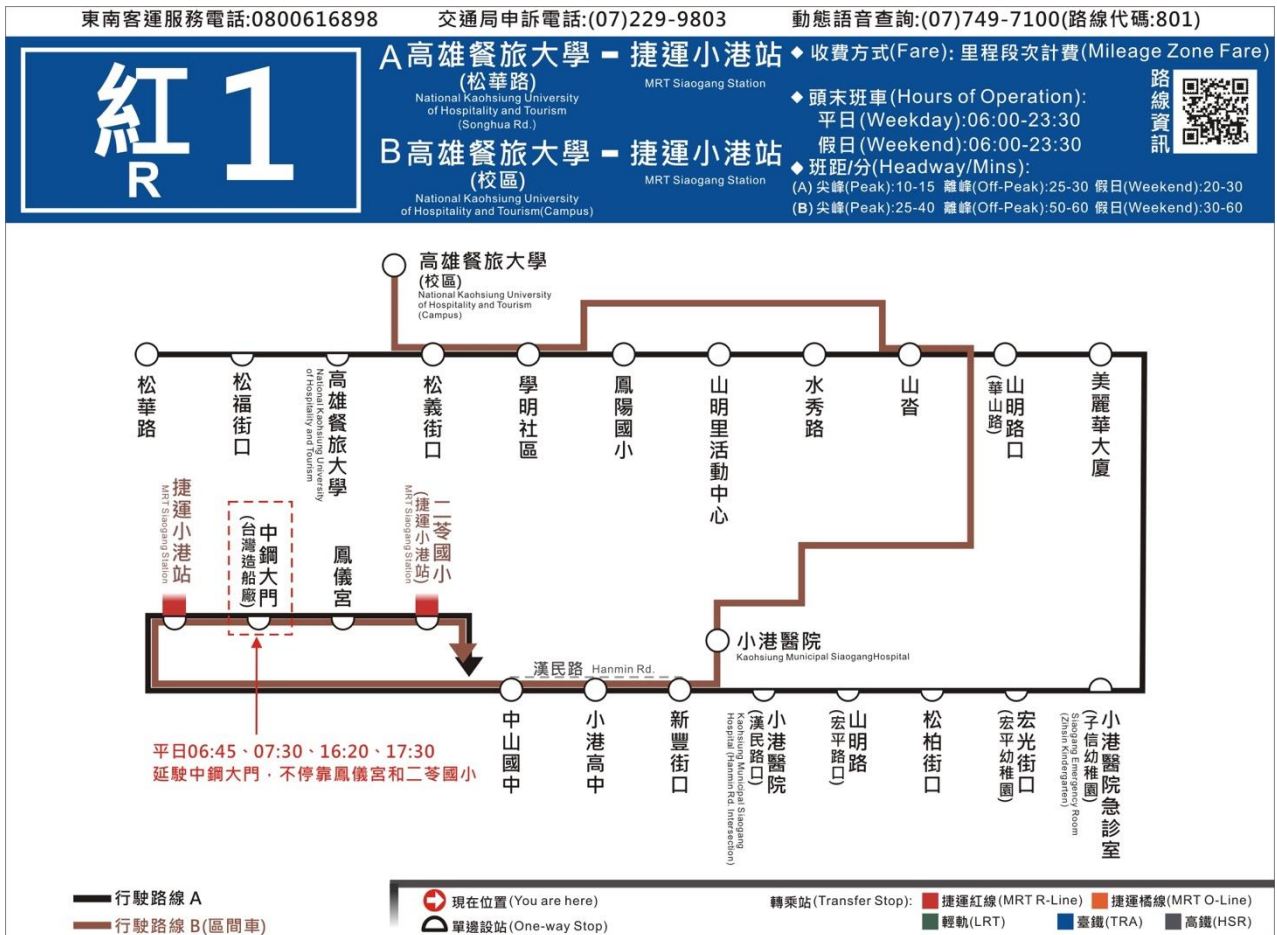 東南客運服務電話:0800616898
交通局申訴電話:(07)229-9803
動態語音查詢:(07)749-7100(路線代碼:801)
紅 1
R
A 高雄餐旅大學 - 捷運小港站
(松華路)
MRT Siaogang Station
National Kaohsiung University
of Hospitality and Tourism
(Songhua Rd.)
B 高雄餐旅大學 - 捷運小港站
(校區)
MRT Siaogang Station
National Kaohsiung University
of Hospitality and Tourism(Campus)
◆ 收費方式(Fare): 里程段次計費(Mileage Zone Fare)
◆ 頭末班車(Hours of Operation):
平日(Weekday):06:00-23:30
假日(Weekend):06:00-23:30
◆ 班距/分(Headway/Mins):
(A) 尖峰(Peak):10-15 離峰(Off-Peak):25-30 假日(Weekend):20-30
(B) 尖峰(Peak):25-40 離峰(Off-Peak):50-60 假日(Weekend):30-60
路線資訊
高雄餐旅大學
(校區)
National Kaohsiung University
of Hospitality and Tourism
(Campus)
松華路
松福街口
高雄餐旅大學
National Kaohsiung University
of Hospitality and Tourism
松義街口
學明社區
鳳陽國小
山明里活動中心
水秀路
山沓
山明路口
(華山路)
美麗華大廈
捷運小港站
MRT Siaogang Station
中鋼大門
(台灣造船廠)
鳳儀宮
二苓國小
(捷運小港站)
MRT Siaogang Station
小港醫院
Kaohsiung Municipal SiaogangHospital
漢民路 Hanmin Rd.
中山國中
小港高中
新豐街口
小港醫院
(漢民路口)
Kaohsiung Municipal Siaogang
Hospital (Hanmin Rd. Intersection)
山明路
(宏平路口)
松柏街口
宏光街口
(宏平幼稚園)
小港醫院急診室
(子信幼稚園)
Siaogang Emergency Room
(Zihsin Kindergarten)
平日06:45、07:30、16:20、17:30
延駛中鋼大門，不停靠鳳儀宮和二苓國小
行駛路線 A
行駛路線 B(區間車)
現在位置(You are here)
單邊設站(One-way Stop)
轉乘站(Transfer Stop):
捷運紅線(MRT R-Line)
捷運橘線(MRT O-Line)
輕軌(LRT)
臺鐵(TRA)
高鐵(HSR)